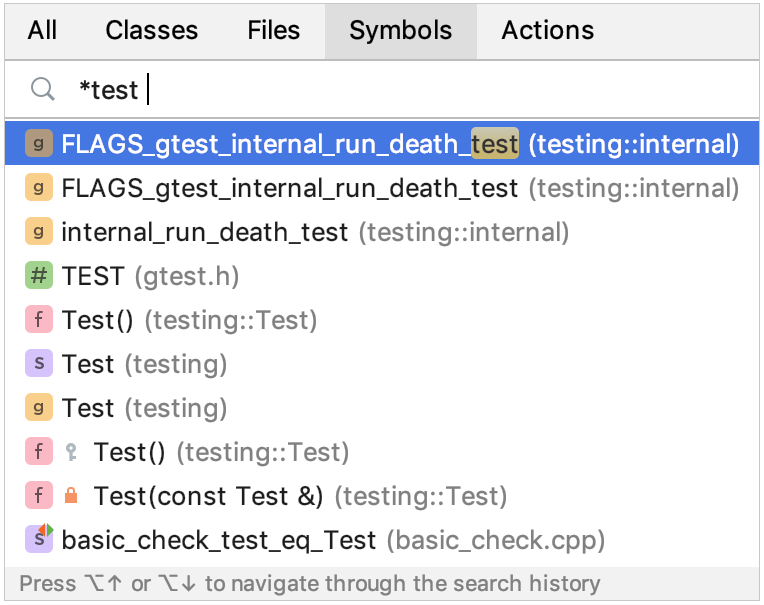 All Classes Files Symbols Actions
*test
g FLAGS_gtest_internal_run_death_test (testing::internal)
g FLAGS_gtest_internal_run_death_test (testing::internal)
g internal_run_death_test (testing::internal)
# TEST (gtest.h)
f Test() (testing::Test)
s Test (testing)
g Test (testing)
f Test() (testing::Test)
f Test(const Test &) (testing::Test)
s basic_check_test_eq_Test (basic_check.cpp)
Press ⌥↑ or ⌥↓ to navigate through the search history